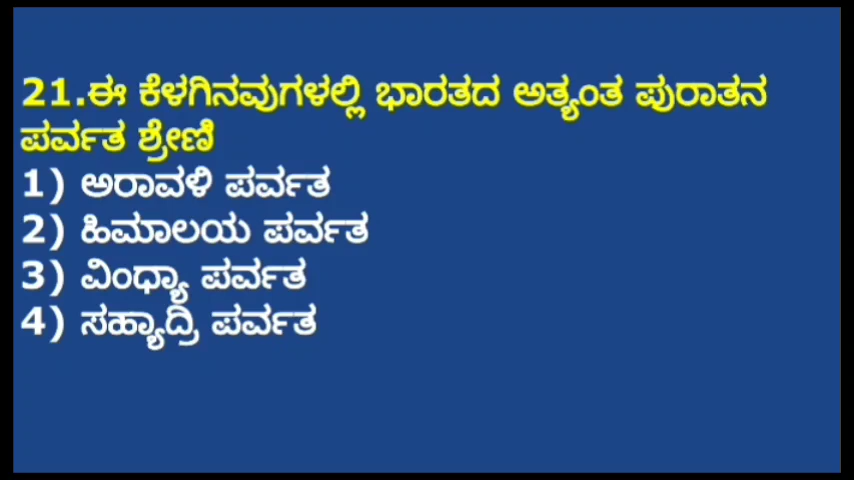 21.ಈ ಕೆಳಗಿನವುಗಳಲ್ಲಿ ಭಾರತದ ಅತ್ಯಂತ ಪುರಾತನ
ಪರ್ವತ ಶ್ರೇಣಿ
1) ಅರಾವಳಿ ಪರ್ವತ
2) ಹಿಮಾಲಯ ಪರ್ವತ
3) ವಿಂಧ್ಯಾ ಪರ್ವತ
4) ಸಹ್ಯಾದ್ರಿ ಪರ್ವತ